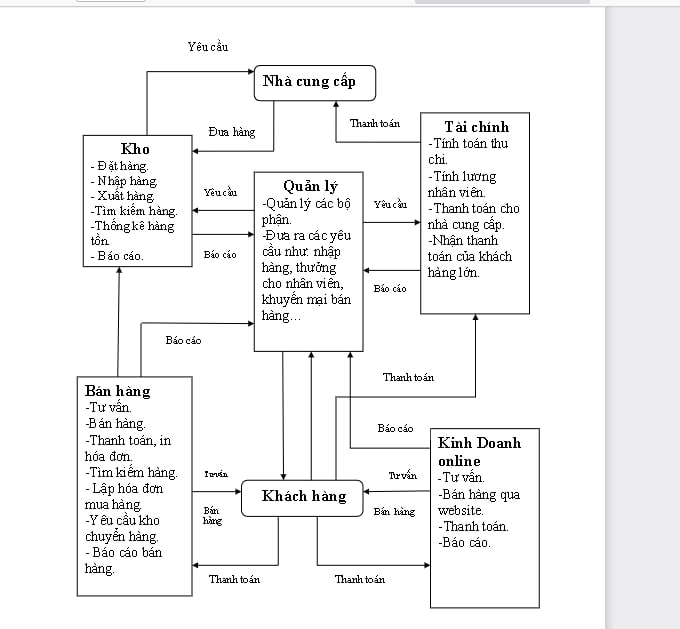 Yêu cầu
Nhà cung cấp
Đưa hàng
Thanh toán
Kho
- Đặt hàng.
- Nhập hàng
- Xuất hàng
-Tìm kiếm hàng.
-Thống kê hàng
tồn.
- Báo cáo.
Yêu cầu
Báo cáo
Quản lý
-Quản lý các bộ
phận.
-Đưa ra các yêu
cầu như: nhập
hàng, thưởng
cho nhân viên,
khuyến mại bán
hàng...
Yêu cầu
Báo cáo
Tài chính
-Tính toán thu
chi.
-Tính lương
nhân viên.
-Thanh toán cho
nhà cung cấp.
-Nhận thanh
toán của khách
hàng lớn.
Báo cáo
Thanh toán
Báo cáo
Bán hàng
-Tư vấn.
-Bán hàng.
-Thanh toán, in
hóa đơn.
-Tìm kiếm hàng.
- Lập hóa đơn
mua hàng
-Yêu cầu kho
chuyển hàng.
- Báo cáo bán
hàng.
Tư vấn
Bán
hàng
Khách hàng
Tư vấn
Bán hàng
Kinh Doanh
online
-Tư vấn.
-Bán hàng qua
website.
-Thanh toán.
-Báo cáo.
Thanh toán
Thanh toán